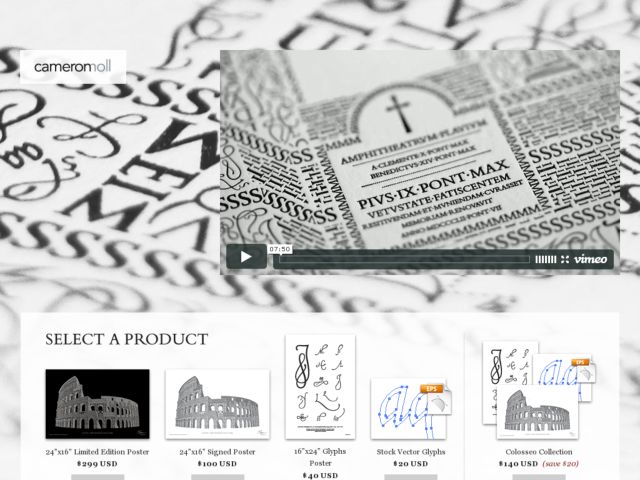 cameronmoll
AMPHITHEATRVM FLAVIVM
A·CLEMENTE·X·PONT·MAX
BENEDICTVS·XIV·PONT·MAX
PIVS·IX·PONT·MAX
VETVSTATE·FATISCENTEM
RESTITVENDAM·ET·MVNIENDAM·CVRASSET
MEMORIAM·RENOVAVIT
ANNO·MDCCCLII·PONT·VII
07:50
vimeo
SELECT A PRODUCT
EPS
EPS
24"x16" Limited Edition Poster
$299 USD
24"x16" Signed Poster
$100 USD
16"x24" Glyphs
Poster
$40 USD
Stock Vector Glyphs
$20 USD
Colosseo Collection
$140 USD (save $20)